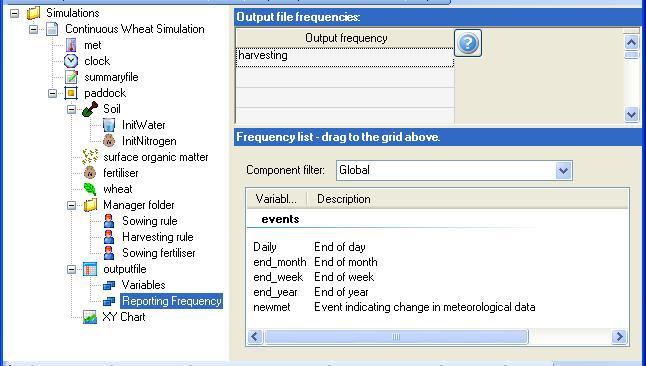 Simulations
Continuous Wheat Simulation
met
clock
summaryfile
paddock
Soil
InitWater
InitNitrogen
surface organic matter
fertiliser
wheat
Manager folder
Sowing rule
Harvesting rule
Sowing fertiliser
outputfile
Variables
Reporting Frequency
XY Chart
Output file frequencies:
Output frequency
harvesting
Frequency list - drag to the grid above.
Component filter: Global
Variabl... Description
events
Daily End of day
end_month End of month
end_week End of week
end_year End of year
newmet Event indicating change in meteorological data